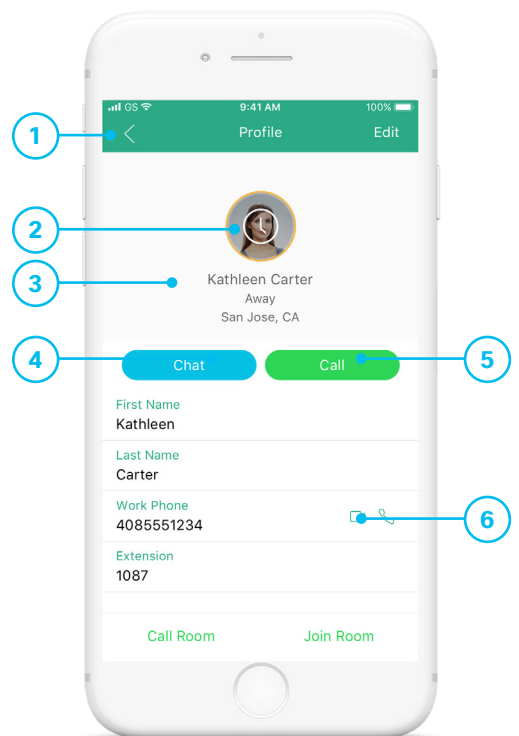 GS 9:41 AM 100%
1
Profile Edit
2
3
Kathleen Carter
Away
San Jose, CA
4
Chat Call
5
First Name
Kathleen
Last Name
Carter
Work Phone
4085551234
6
Extension
1087
Call Room Join Room